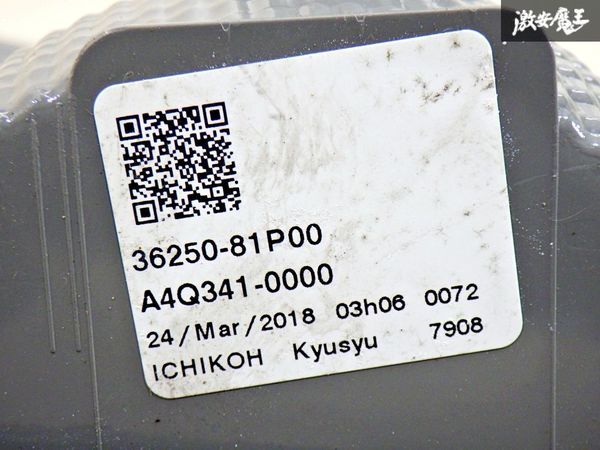 激安魔王
36250-81P00
A4Q341-0000
24/Mar/2018 03h06 0072
ICHIKOH Kyusyu 7908